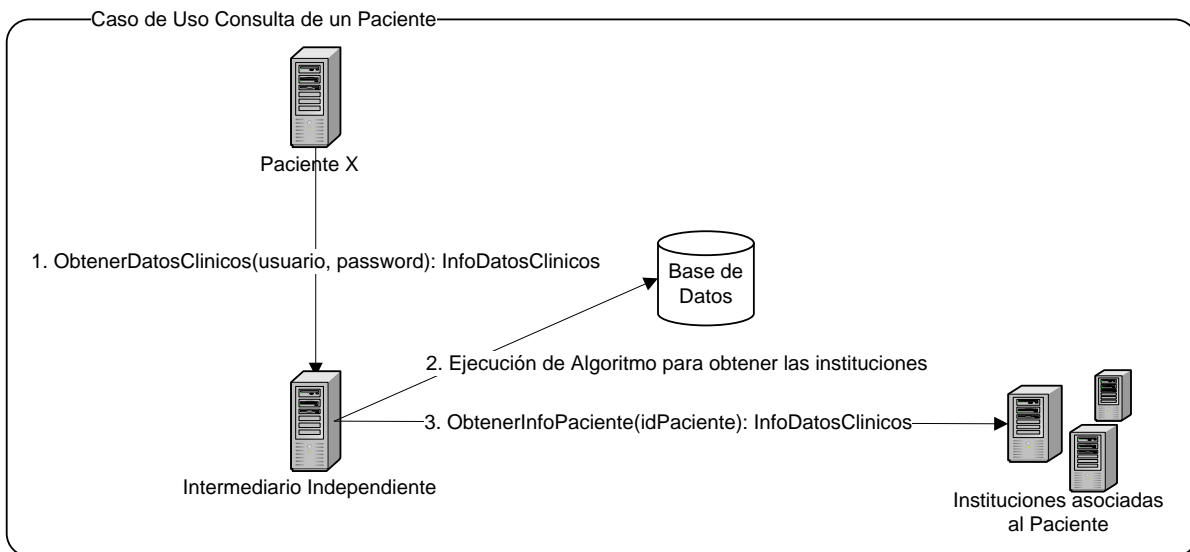 Caso de Uso Consulta de un Paciente
Paciente X
1. ObtenerDatosClinicos(usuario, password): InfoDatosClinicos
Base de
Datos
2. Ejecución de Algoritmo para obtener las instituciones
3. ObtenerInfoPaciente(idPaciente): InfoDatosClinicos
Intermediario Independiente
Instituciones asociadas
al Paciente